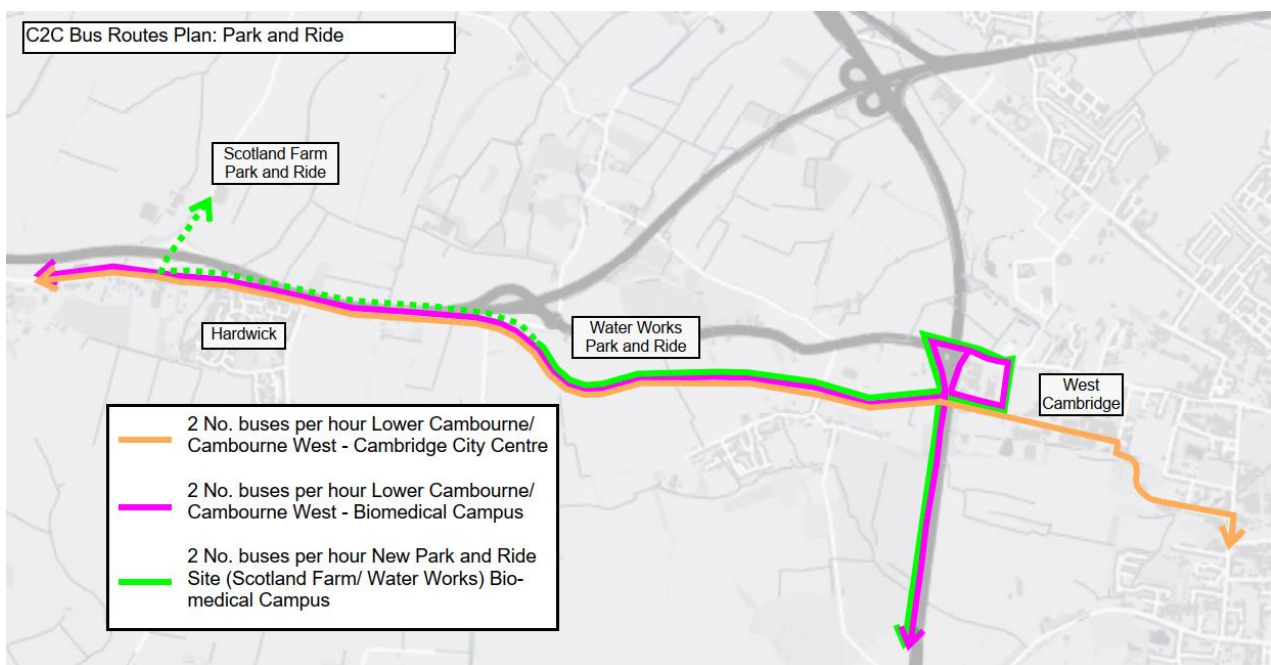 C2C Bus Routes Plan: Park and Ride
Scotland Farm
Park and Ride
Hardwick
Water Works
Park and Ride
West
Cambridge
2 No. buses per hour Lower Cambourne/
Cambourne West - Cambridge City Centre
2 No. buses per hour Lower Cambourne/
Cambourne West - Biomedical Campus
2 No. buses per hour New Park and Ride
Site (Scotland Farm/ Water Works) Bio-
medical Campus